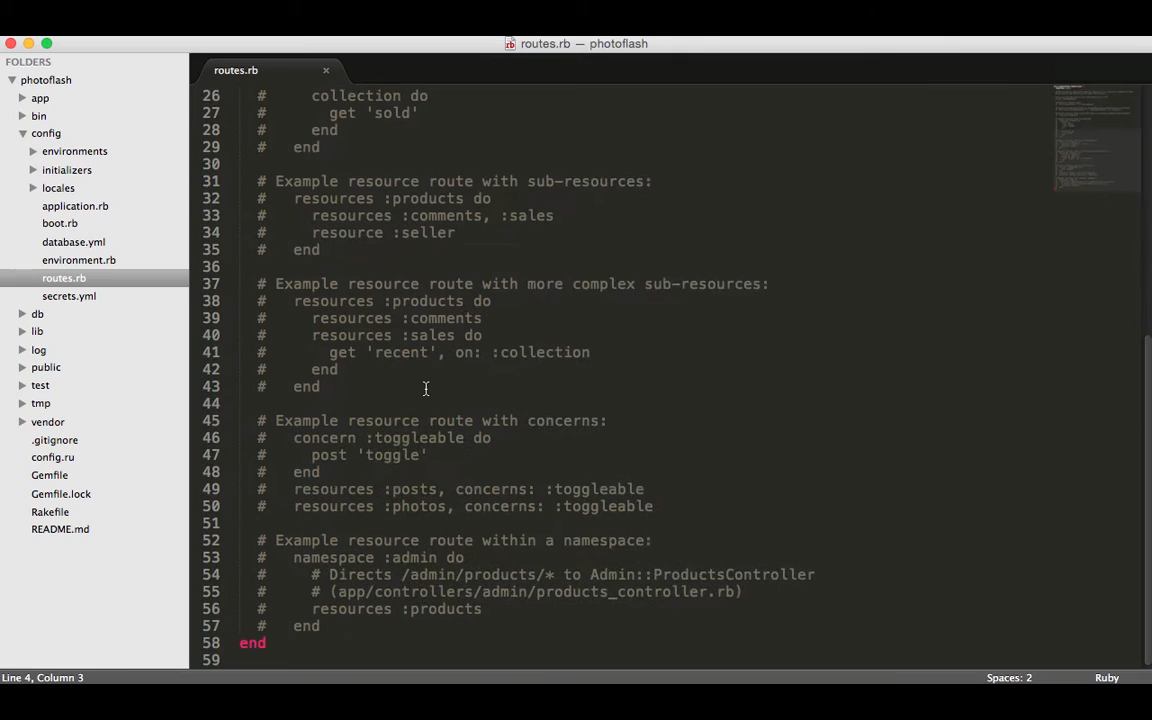 routes.rb — photoflash
FOLDERS
photoflash
app
bin
config
environments
initializers
locales
application.rb
boot.rb
database.yml
environment.rb
routes.rb
secrets.yml
db
lib
log
public
test
tmp
vendor
.gitignore
config.ru
Gemfile
Gemfile.lock
Rakefile
README.md
routes.rb ×
26 #     collection do
27 #       get 'sold'
28 #     end
29 #   end
30
31 # Example resource route with sub-resources:
32 #   resources :products do
33 #     resources :comments, :sales
34 #     resource :seller
35 #   end
36
37 # Example resource route with more complex sub-resources:
38 #   resources :products do
39 #     resources :comments
40 #     resources :sales do
41 #       get 'recent', on: :collection
42 #     end
43 #   end
44
45 # Example resource route with concerns:
46 #   concern :toggleable do
47 #     post 'toggle'
48 #   end
49 #   resources :posts, concerns: :toggleable
50 #   resources :photos, concerns: :toggleable
51
52 # Example resource route within a namespace:
53 #   namespace :admin do
54 #     # Directs /admin/products/* to Admin::ProductsController
55 #     # (app/controllers/admin/products_controller.rb)
56 #     resources :products
57 #   end
58 end
59
Line 4, Column 3
Spaces: 2
Ruby